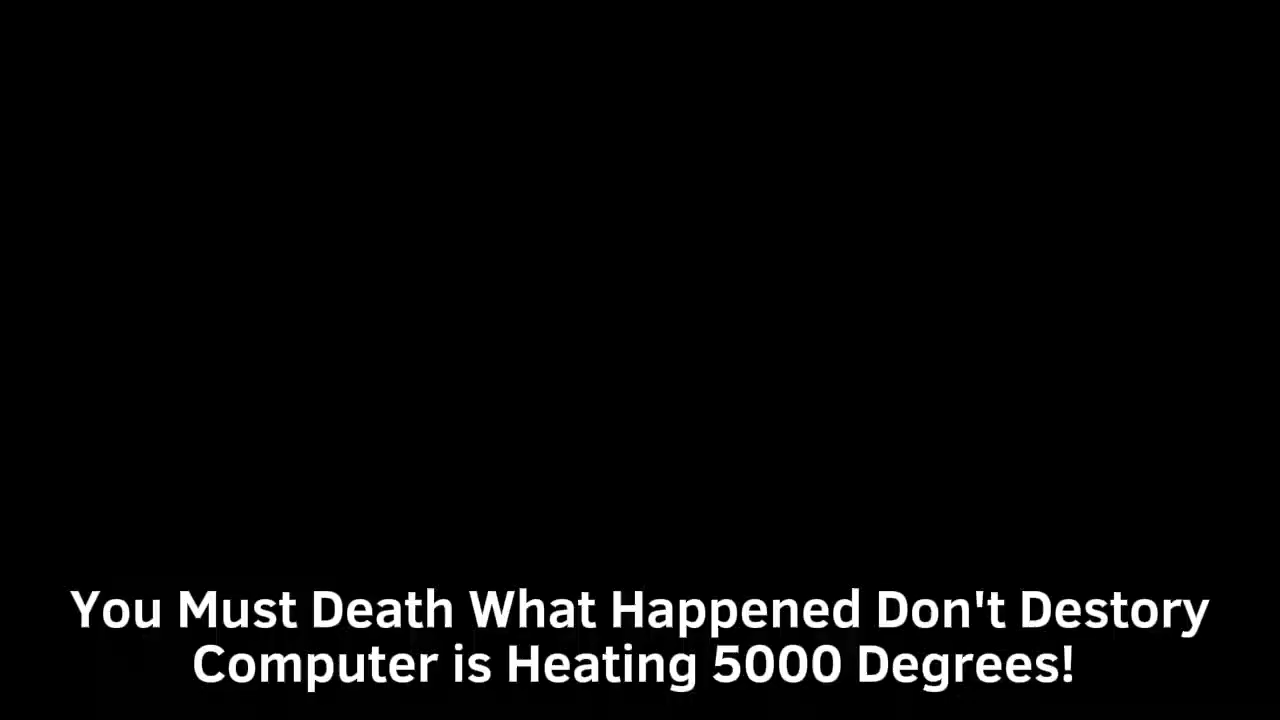 You Must Death What Happened Don't Destory
Computer is Heating 5000 Degrees!